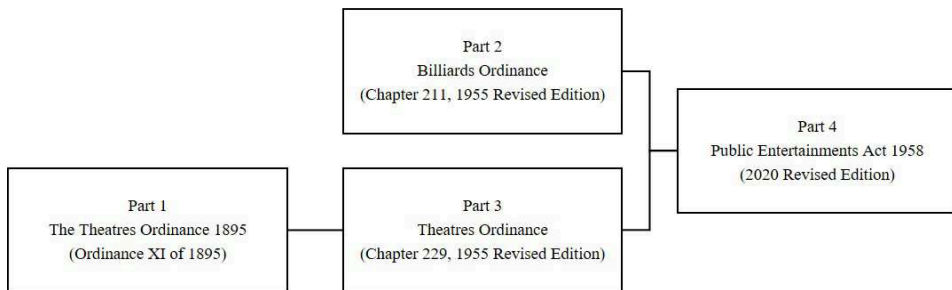 Part 2
Billiards Ordinance
(Chapter 211, 1955 Revised Edition)
Part 4
Public Entertainments Act 1958
(2020 Revised Edition)
Part 1
The Theatres Ordinance 1895
(Ordinance XI of 1895)
Part 3
Theatres Ordinance
(Chapter 229, 1955 Revised Edition)